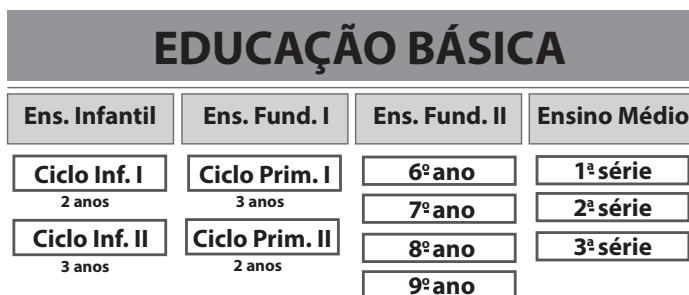 EDUCAÇÃO BÁSICA
Ens. Infantil
Ciclo Inf. I
2 anos
Ciclo Inf. II
3 anos
Ens. Fund. I
Ciclo Prim. I
3 anos
Ciclo Prim. II
2 anos
Ens. Fund. II
6º ano
7º ano
8º ano
9º ano
Ensino Médio
1ª série
2ª série
3ª série